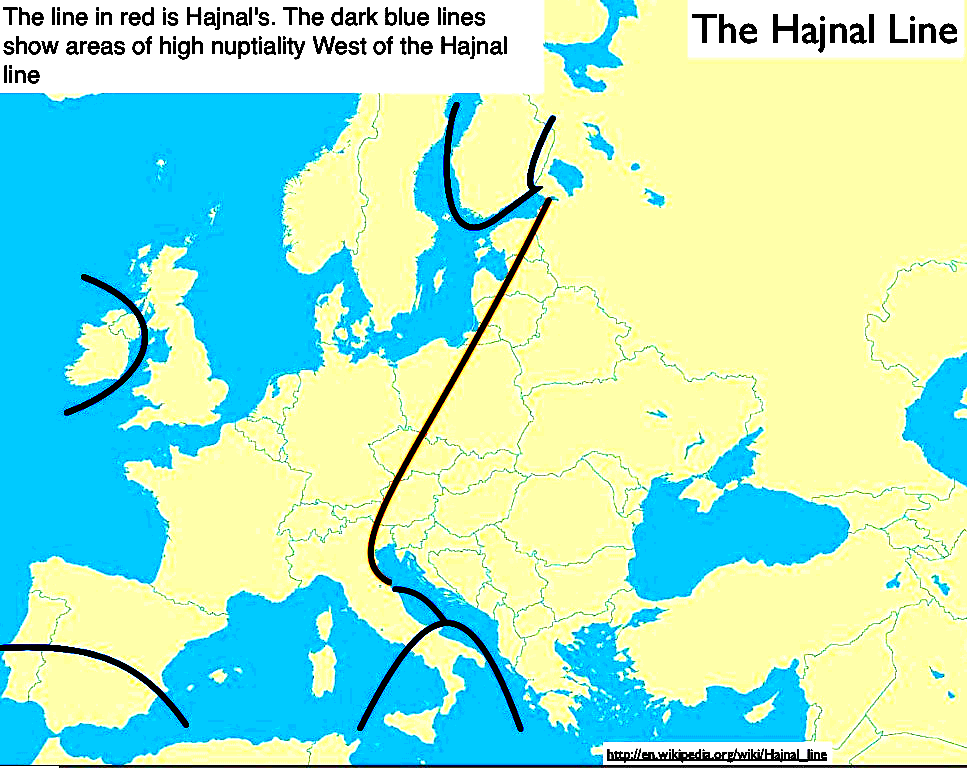 The line in red is Hajnal's. The dark blue lines
show areas of high nuptiality West of the Hajnal
line
The Hajnal Line
http://en.wikipedia.org/wiki/Hajnal_line